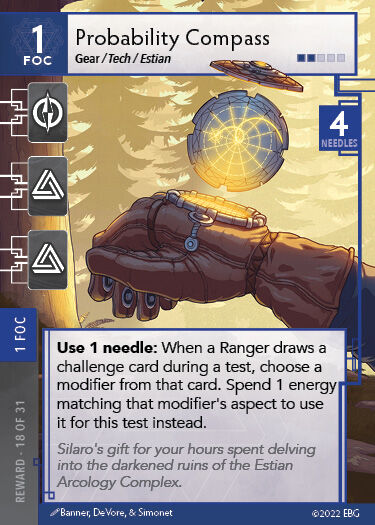 1
FOC
Probability Compass
Gear / Tech / Estian
4
NEEDLES
1 FOC
REWARD - 18 OF 31
Use 1 needle: When a Ranger draws a
challenge card during a test, choose a
modifier from that card. Spend 1 energy
matching that modifier's aspect to use
it for this test instead.
Silaro's gift for your hours spent delving
into the darkened ruins of the Estian
Arcology Complex.
Banner, DeVore, & Simonet
©2022 EBG